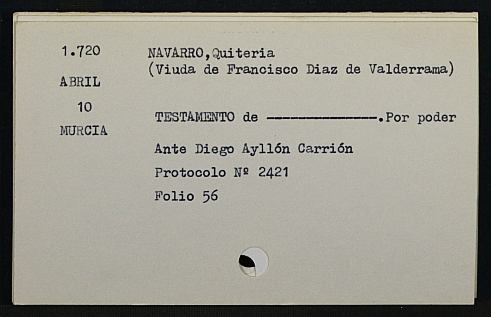 1.720 NAVARRO,Quiteria
(Viuda de Francisco Diaz de Valderrama)
ABRIL
10
TESTAMENTO de --------------.Por poder
MURCIA
Ante Diego Ayllón Carrión
Protocolo Nº 2421
Folio 56